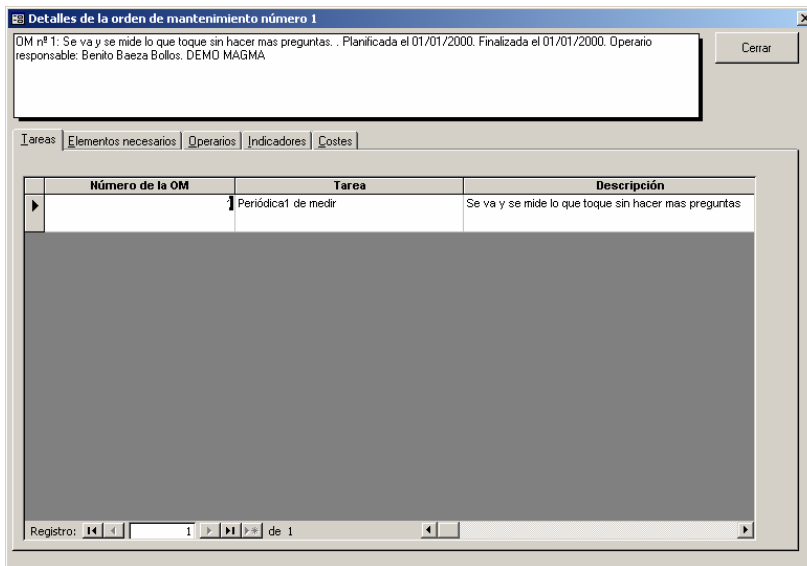 Detalles de la orden de mantenimiento número 1
OM nº 1: Se va y se mide lo que toque sin hacer mas preguntas. . Planificada el 01/01/2000. Finalizada el 01/01/2000. Operario
responsable: Benito Baeza Bollos. DEMO MAGMA
Cerrar
Tareas Elementos necesarios Operarios Indicadores Costes
Número de la OM Tarea Descripción
1 Periódica1 de medir Se va y se mide lo que toque sin hacer mas preguntas
Registro: 1 de 1